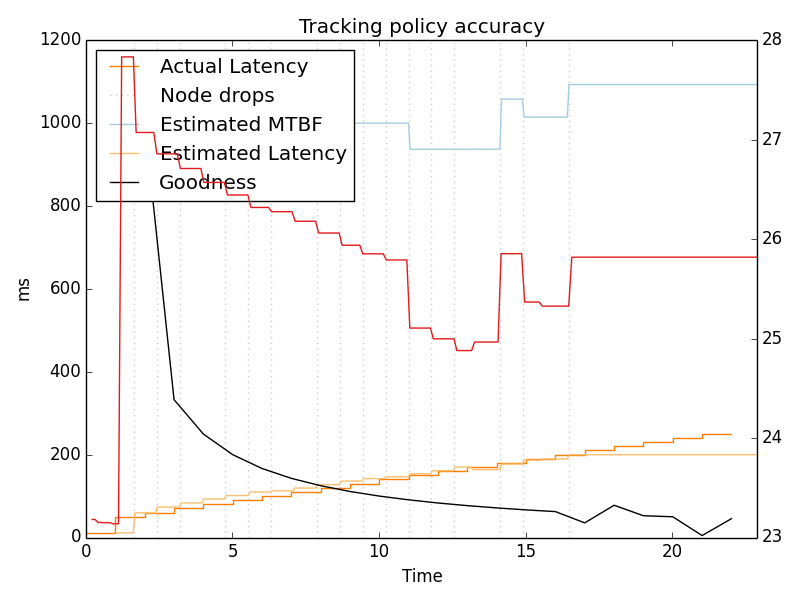 Tracking policy accuracy
1200
1000
800
600
400
200
0
ms
Actual Latency
Node drops
Estimated MTBF
Estimated Latency
Goodness
28
27
26
25
24
23
0 5 10 15 20
Time